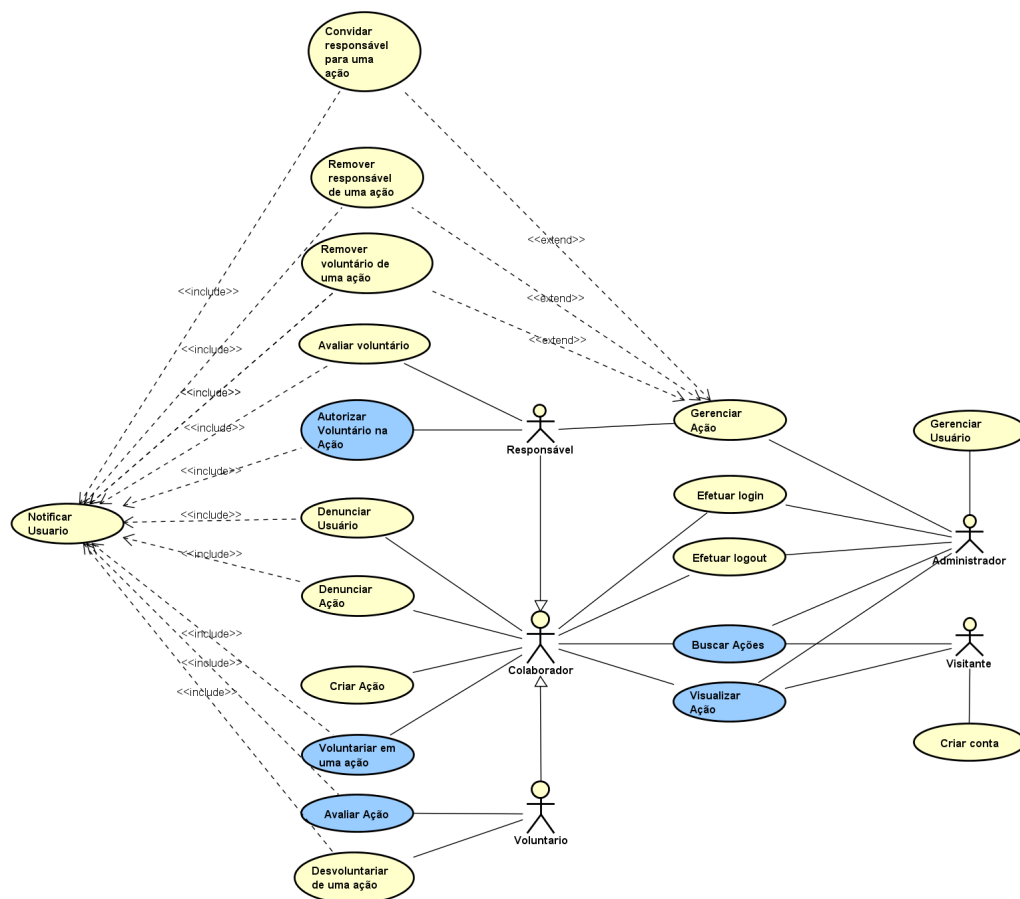 Convidar
responsável
para uma
ação
Remover
responsável
de uma ação
<<extend>>
Remover
voluntário de
uma ação
<<include>>
<<extend>>
<<extend>>
Avaliar voluntário
<<include>>
<<include>>
Autorizar
Voluntário na
Ação
Responsável
Gerenciar
Ação
Gerenciar
Usuário
<<include>>
<<include>>
Notificar
Usuario
<<include>>
Denunciar
Usuário
Efetuar login
Administrador
<<include>>
Denunciar
Ação
Efetuar logout
<<include>>
<<include>>
<<include>>
Criar Ação
Colaborador
Buscar Ações
Visitante
Visualizar
Ação
Voluntariar em
uma ação
Criar conta
Avaliar Ação
Voluntario
Desvoluntariar
de uma ação